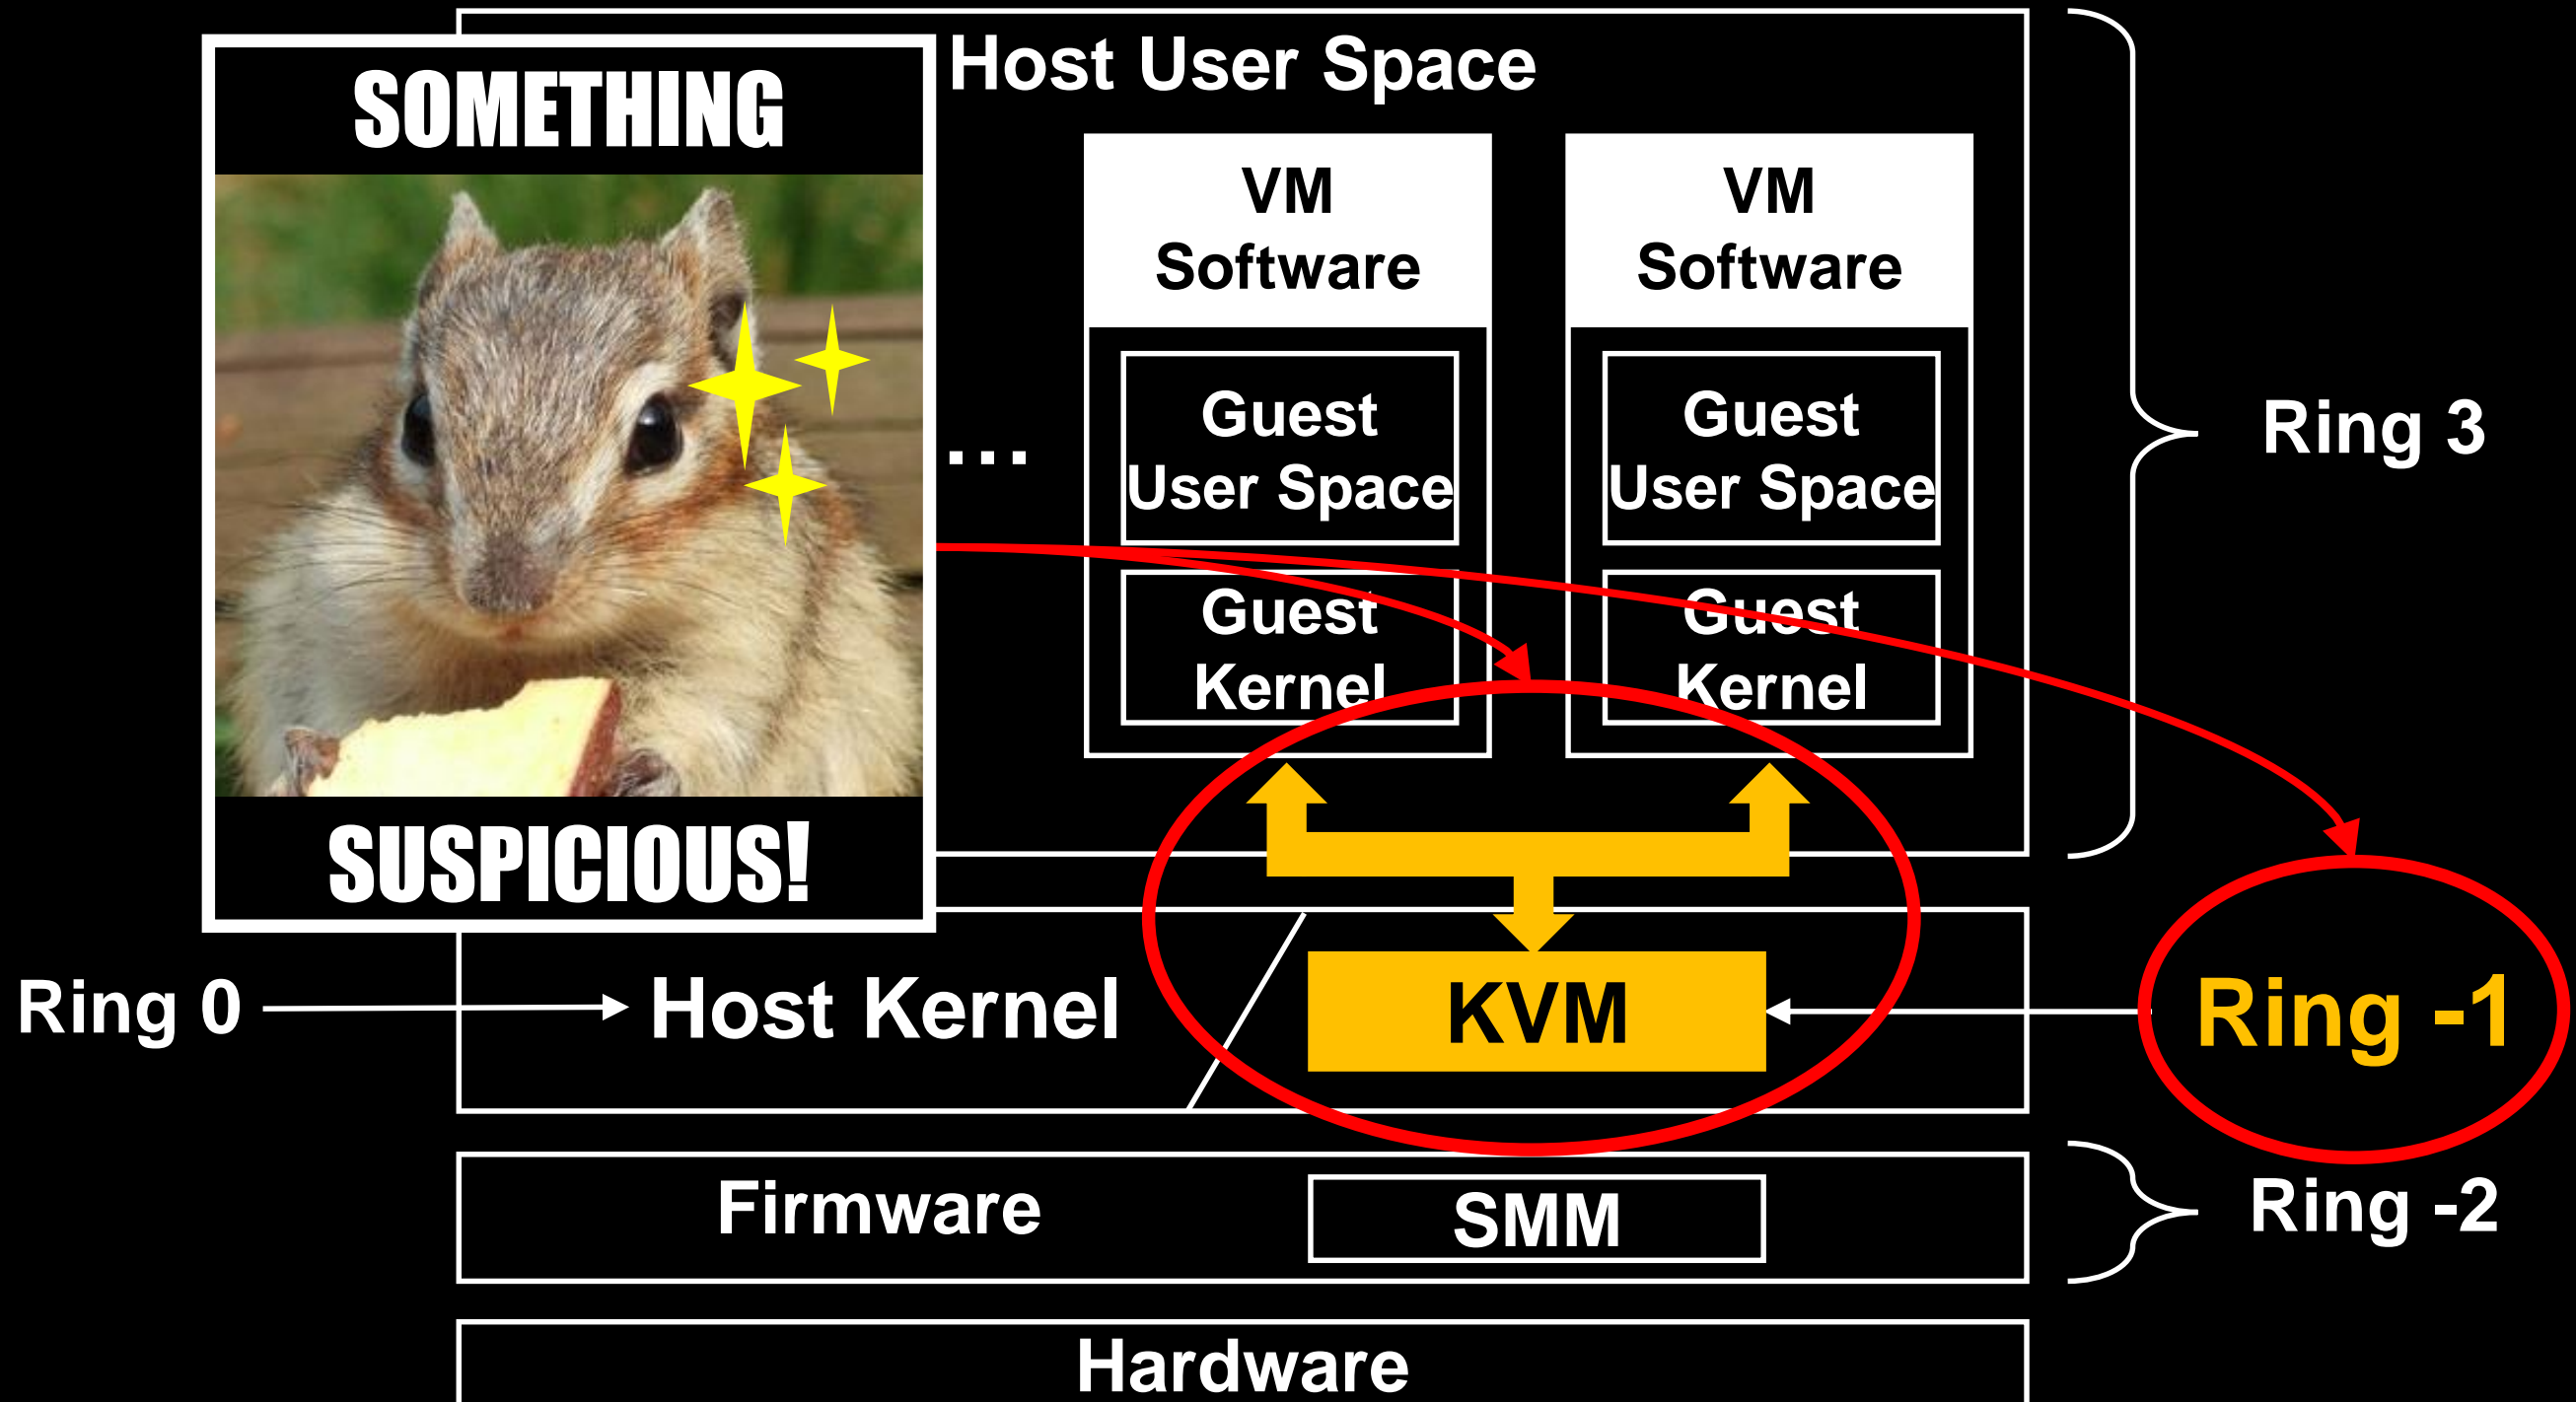 Host User Space
SOMETHING
SUSPICIOUS!
...
VM
Software
Guest
User Space
Guest
Kernel
VM
Software
Guest
User Space
Guest
Kernel
Ring 3
Ring 0
Host Kernel
KVM
Ring -1
Firmware
SMM
Ring -2
Hardware